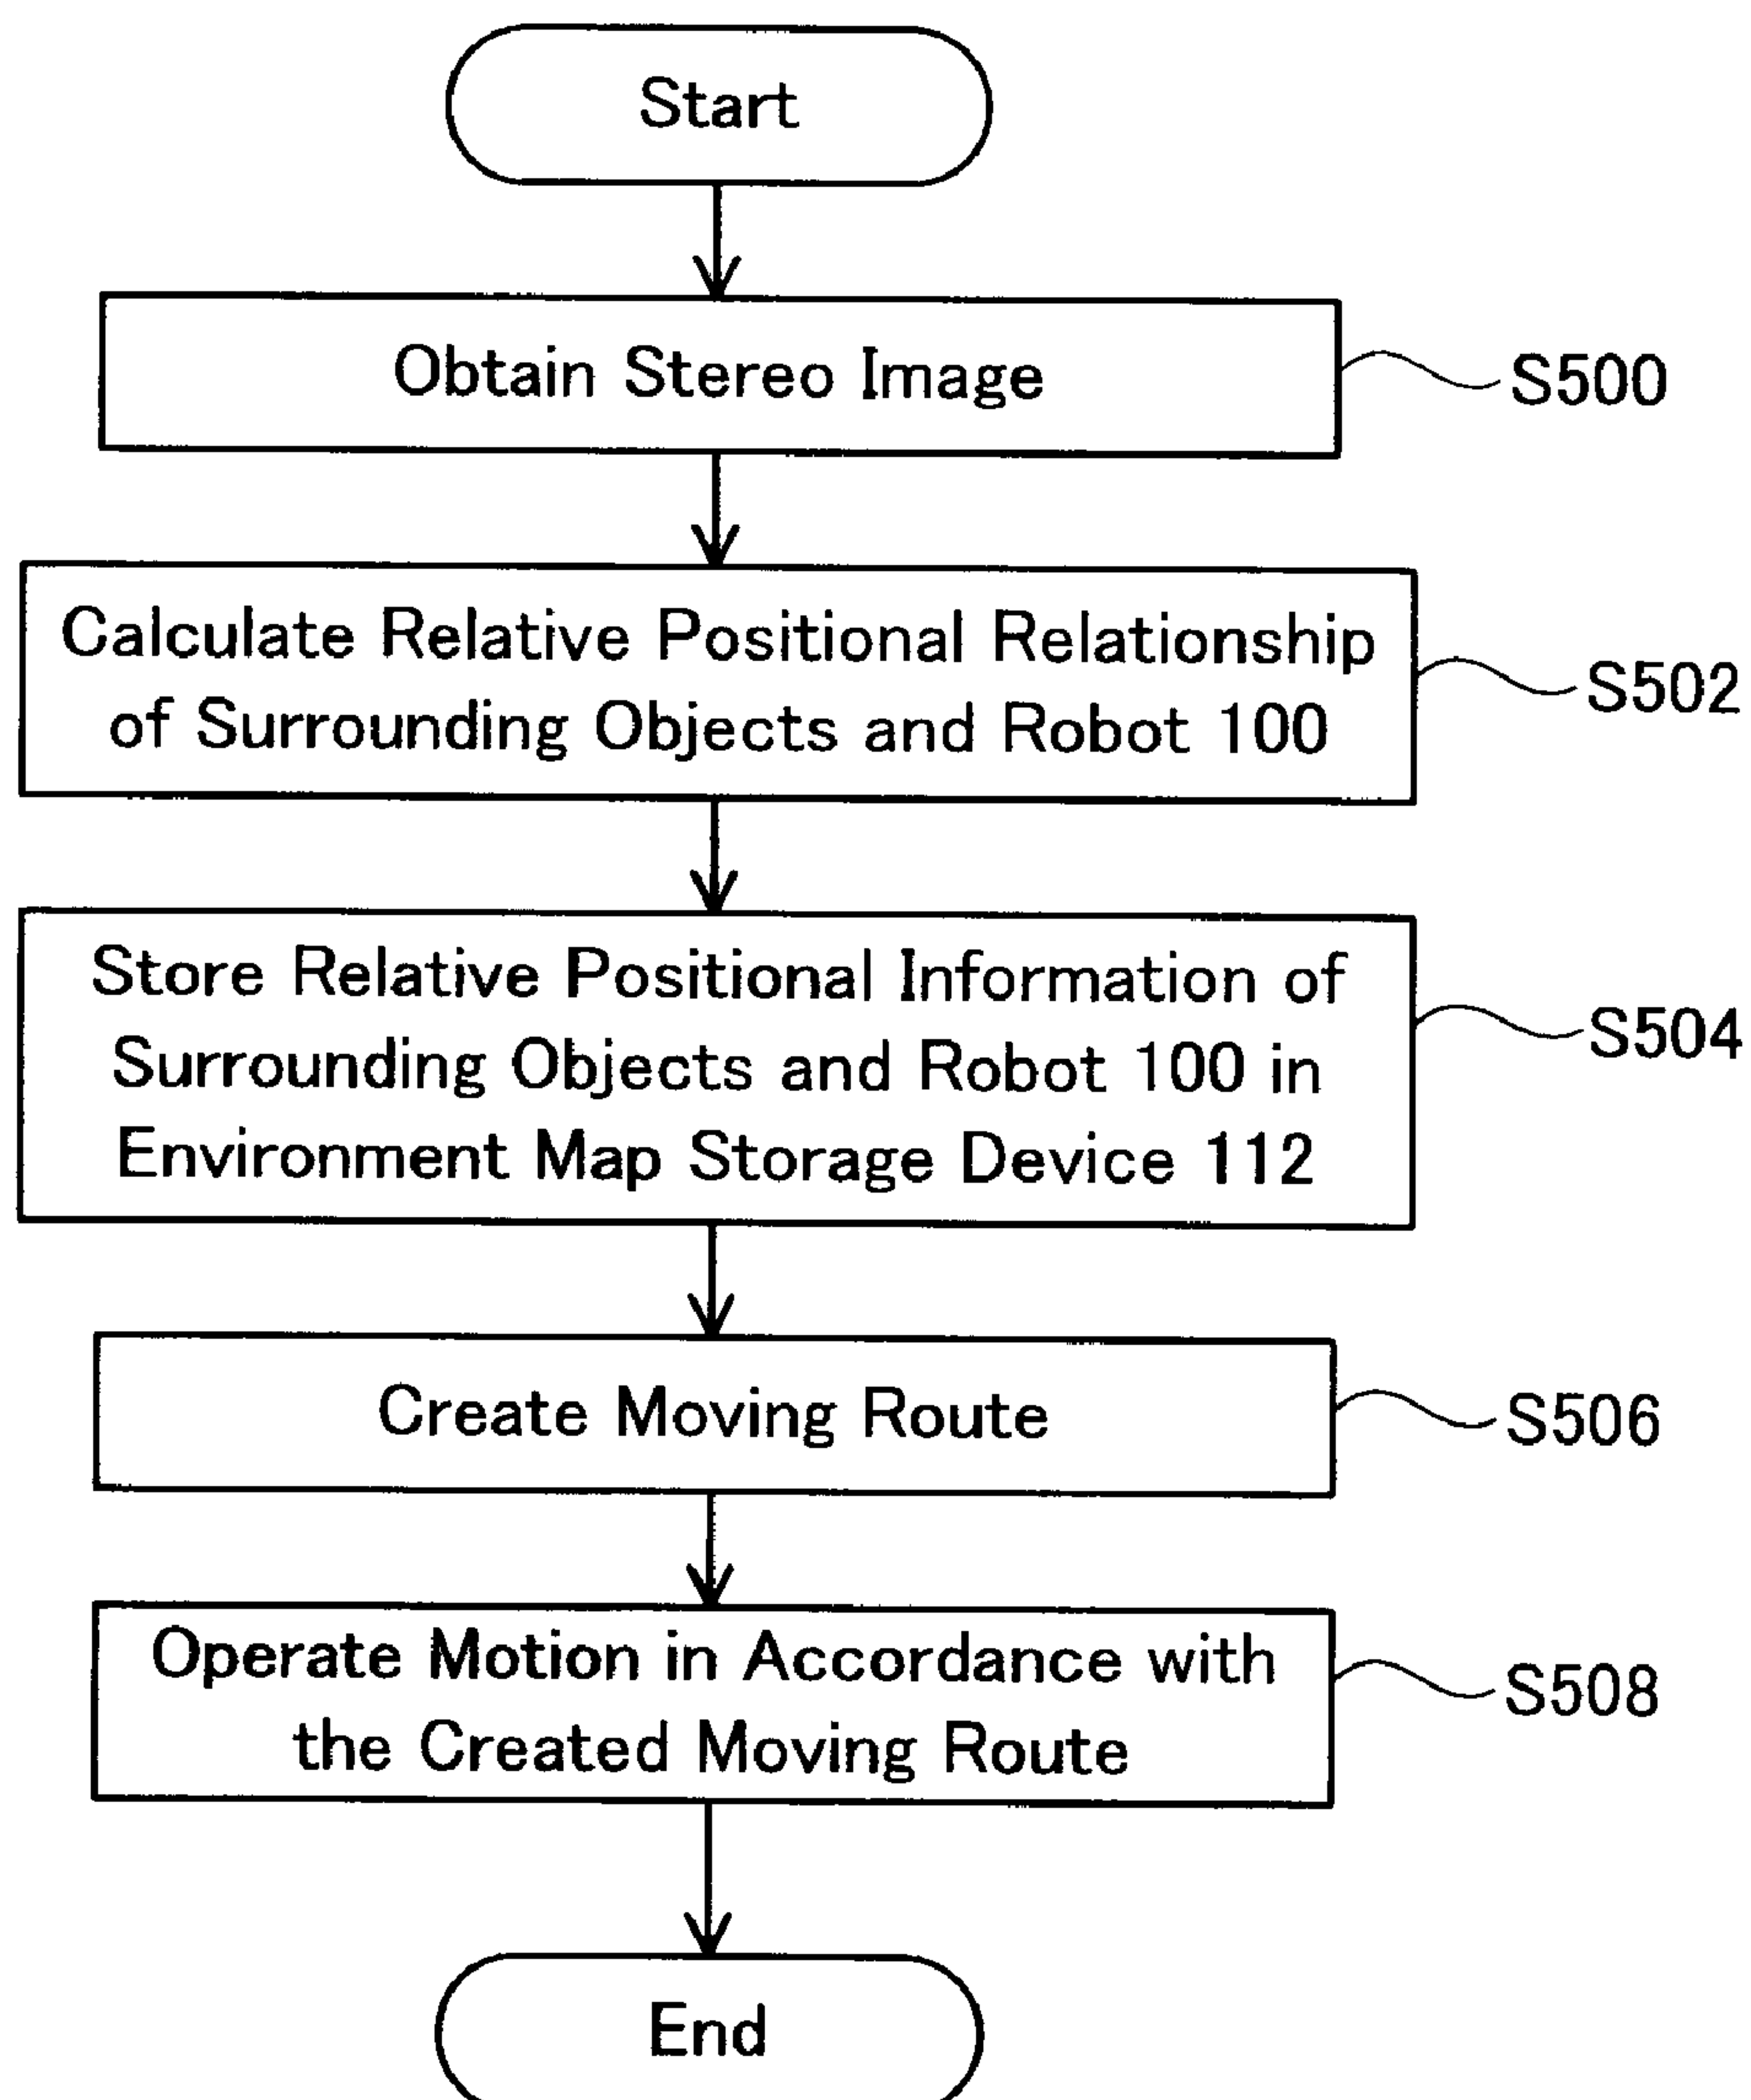 Start
Obtain Stereo Image
S500
Calculate Relative Positional Relationship
of Surrounding Objects and Robot 100
S502
Store Relative Positional Information of
Surrounding Objects and Robot 100 in
Environment Map Storage Device 112
S504
Create Moving Route
S506
Operate Motion in Accordance with
the Created Moving Route
S508
End